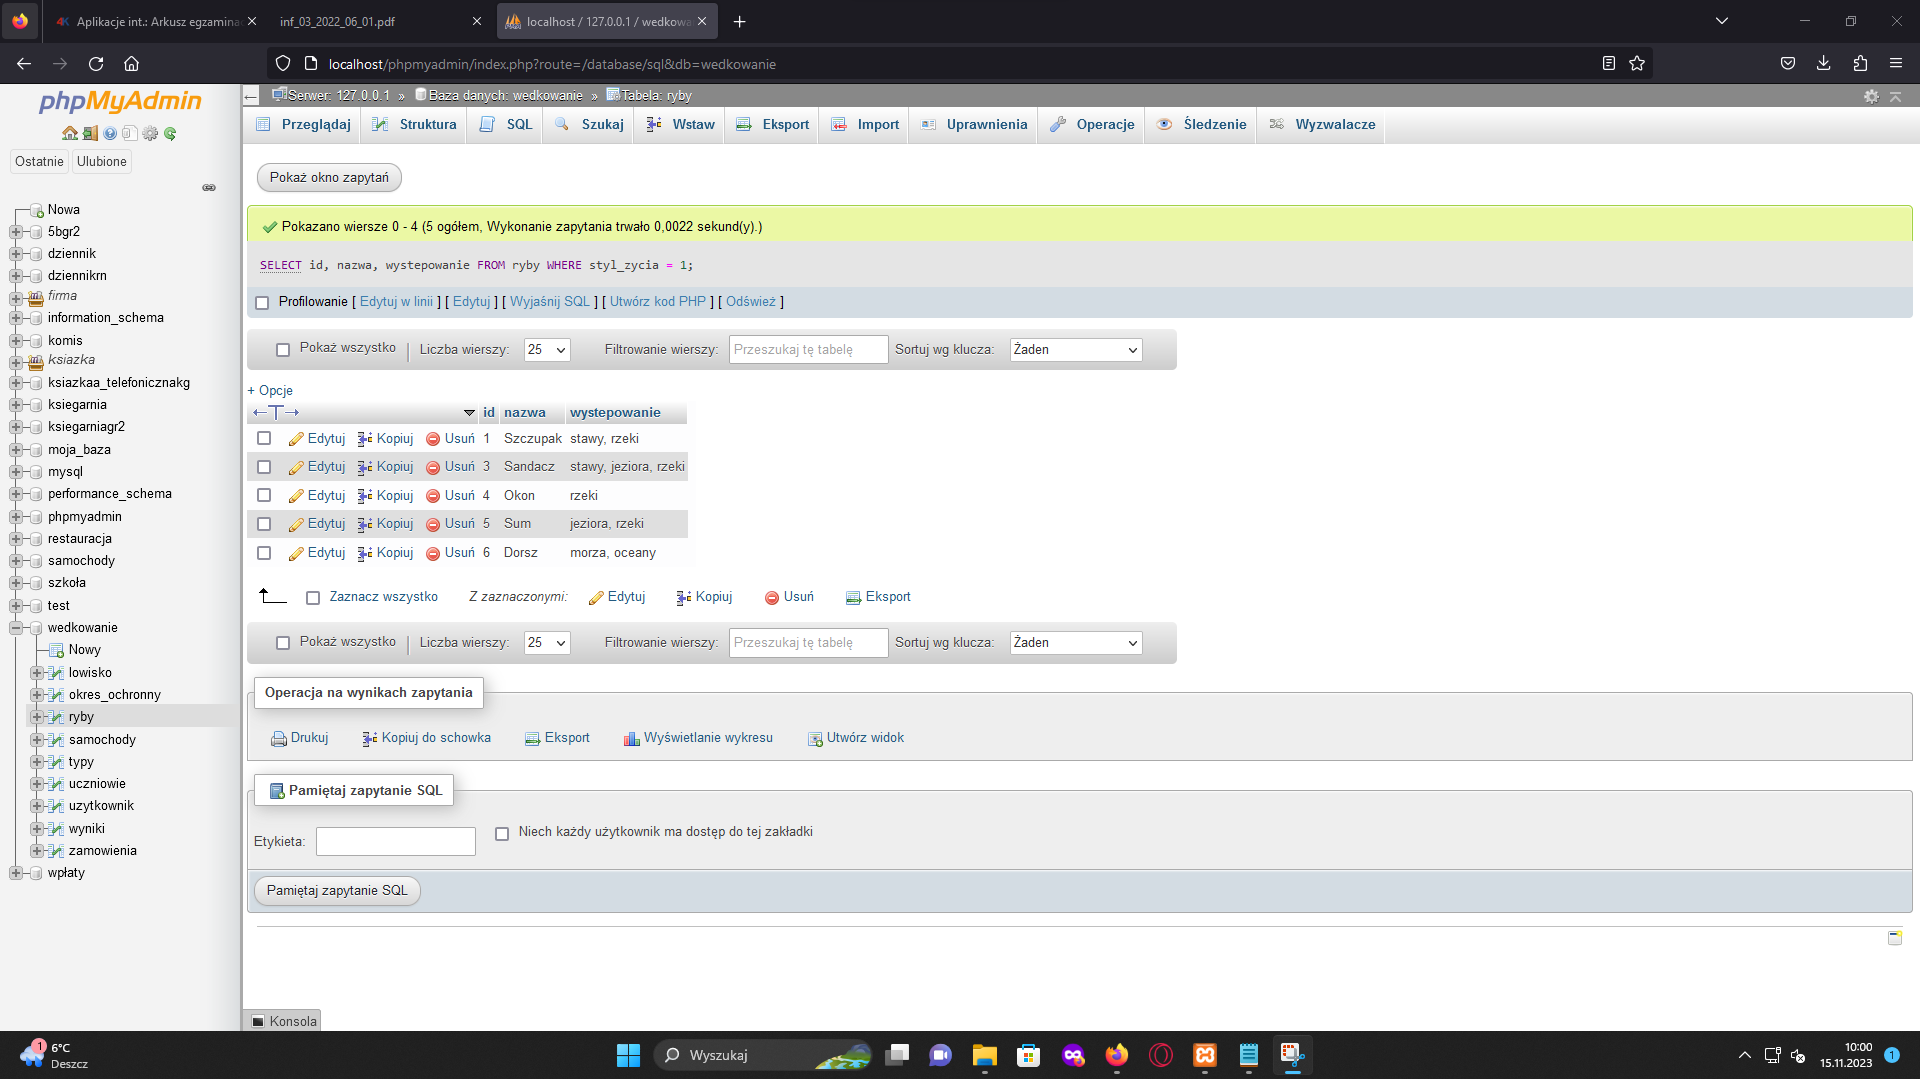 Aplikacje int.: Arkusz egzamina
inf_03_2022_06_01.pdf
localhost / 127.0.0.1 / wedkowa
localhost/phpmyadmin/index.php?route=/database/sql&db=wedkowanie
phpMyAdmin
Ostatnie
Ulubione
Nowa
5bgr2
dziennik
dziennikrn
firma
information_schema
komis
ksiazka
ksiazkaa_telefonicznakg
ksiegarnia
ksiegarniagr2
moja_baza
mysql
performance_schema
phpmyadmin
restauracja
samochody
szkoła
test
wedkowanie
Nowy
lowisko
okres_ochronny
ryby
samochody
typy
uczniowie
uzytkownik
wyniki
zamowienia
wpłaty
Serwer: 127.0.0.1 » Baza danych: wedkowanie » Tabela: ryby
Przeglądaj Struktura SQL Szukaj Wstaw Eksport Import Uprawnienia Operacje Śledzenie Wyzwalacze
Pokaż okno zapytań
Pokazano wiersze 0 - 4 (5 ogółem, Wykonanie zapytania trwało 0,0022 sekund(y).)
SELECT id, nazwa, wystepowanie FROM ryby WHERE styl_zycia = 1;
Profilowanie [ Edytuj w linii ] [ Edytuj ] [ Wyjaśnij SQL ] [ Utwórz kod PHP ] [ Odśwież ]
Pokaż wszystko | Liczba wierszy: 25 Filtrowanie wierszy: Przeszukaj tę tabelę Sortuj wg klucza: Żaden
+ Opcje
←T→ id nazwa wystepowanie
Edytuj Kopiuj Usuń 1 Szczupak stawy, rzeki
Edytuj Kopiuj Usuń 3 Sandacz stawy, jeziora, rzeki
Edytuj Kopiuj Usuń 4 Okon rzeki
Edytuj Kopiuj Usuń 5 Sum jeziora, rzeki
Edytuj Kopiuj Usuń 6 Dorsz morza, oceany
Zaznacz wszystko Z zaznaczonymi: Edytuj Kopiuj Usuń Eksport
Pokaż wszystko | Liczba wierszy: 25 Filtrowanie wierszy: Przeszukaj tę tabelę Sortuj wg klucza: Żaden
Operacja na wynikach zapytania
Drukuj Kopiuj do schowka Eksport Wyświetlanie wykresu Utwórz widok
Pamiętaj zapytanie SQL
Etykieta: Niech każdy użytkownik ma dostęp do tej zakładki
Pamiętaj zapytanie SQL
Konsola
1
6°C
Deszcz
Wyszukaj
10:00
15.11.2023
1